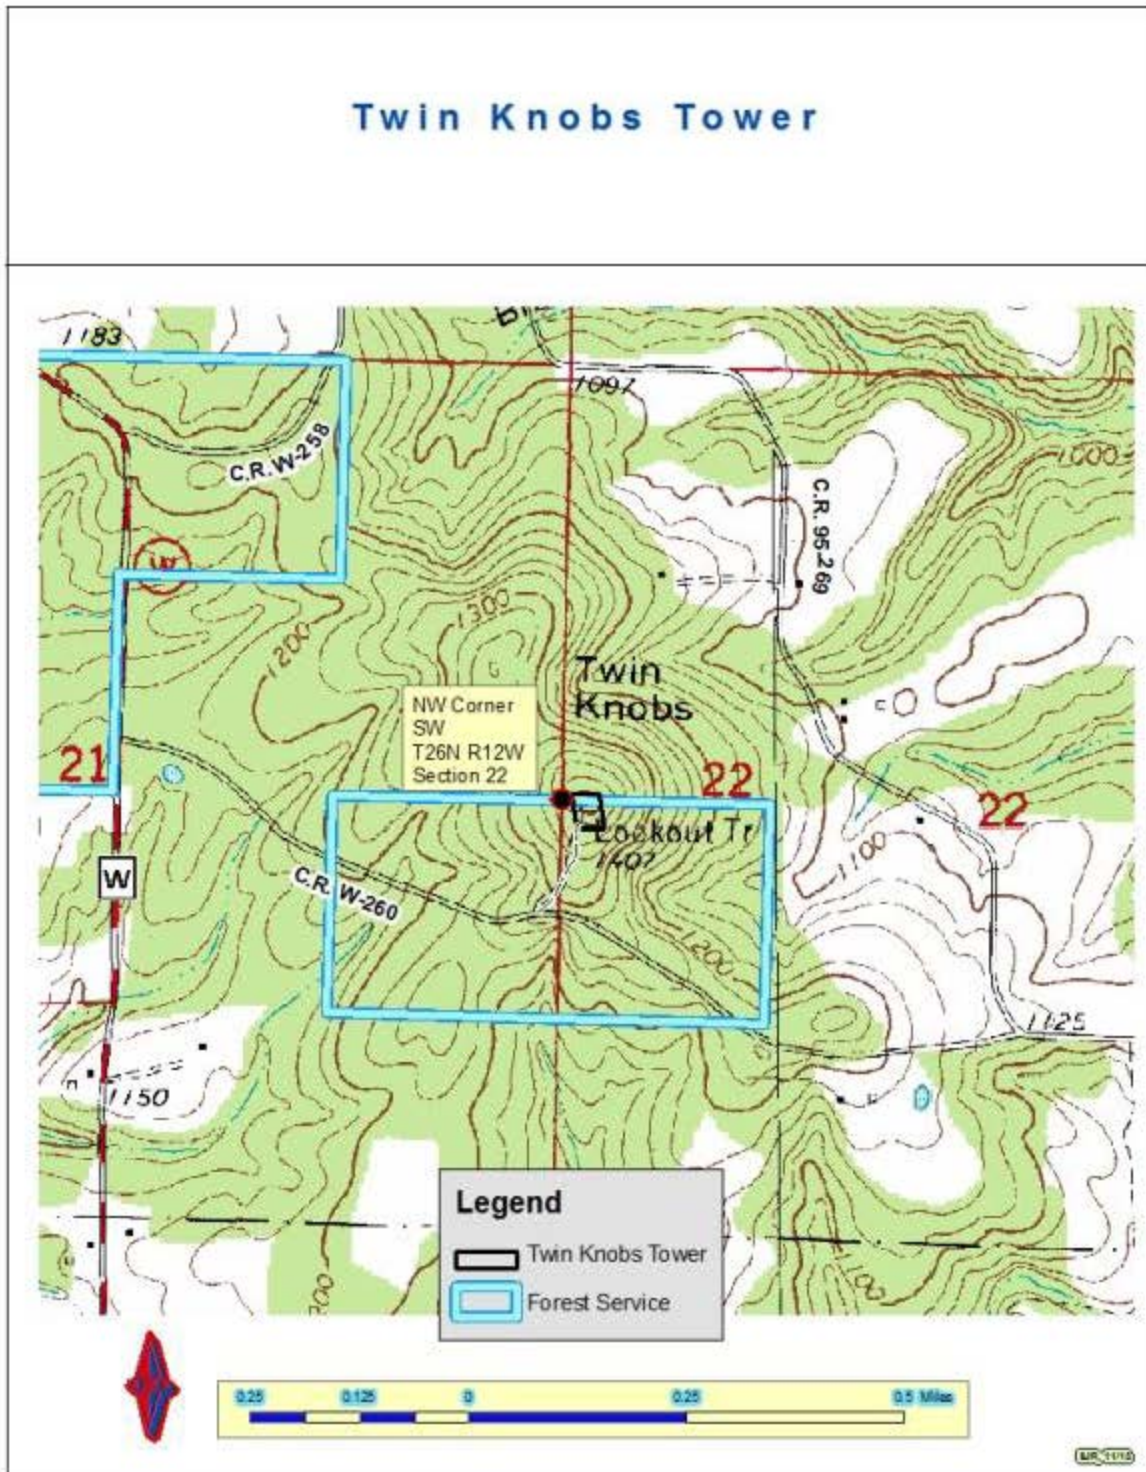 Twin Knobs Tower
1183
1097
1000
C.R. W-258
C.R. 95-269
W
1300
1200
Twin
Knobs
NW Corner
SW
T26N R12W
Section 22
21
22
22
Lookout Tr
1407
1100
W
C.R. W-260
1200
1125
1150
Legend
Twin Knobs Tower
Forest Service
0.25 0.125 0 0.25 0.5 Miles